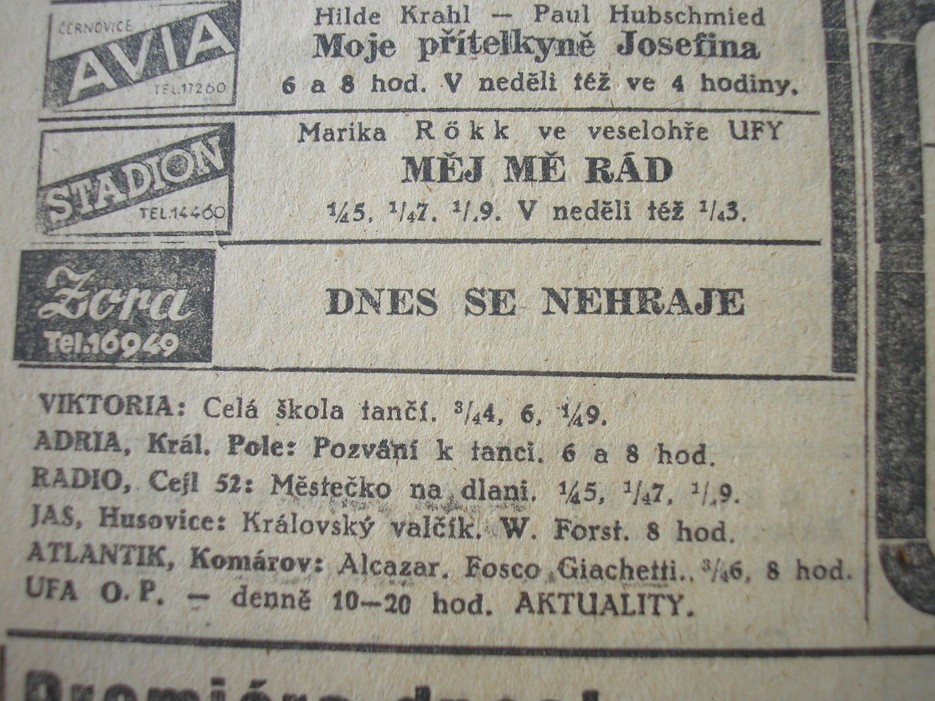 ČERNOVICE
AVIA
TEL.17260
Hilde Krahl — Paul Hubschmied
Moje přítelkyně Josefina
6 a 8 hod. V neděli též ve 4 hodiny.
STADION
TEL.14460
Marika Rökk ve veselohře UFY
MĚJ MĚ RÁD
¼5, ¼7, ¼9. V neděli též ¼3.
Zora
Tel.16949
DNES SE NEHRAJE
VIKTORIA: Celá škola tančí. ¾4, 6, ¼9.
ADRIA, Král. Pole: Pozvání k tanci. 6 a 8 hod.
RADIO, Cejl 52: Městečko na dlani. ¼5, ¼7, ¼9.
JAS, Husovice: Královský valčík. W. Forst. 8 hod.
ATLANTIK, Komárov: Alcazar. Fosco Giachetti.. ¾6, 8 hod.
UFA O. P. — denně 10—20 hod. AKTUALITY.
Premiéra dnes!